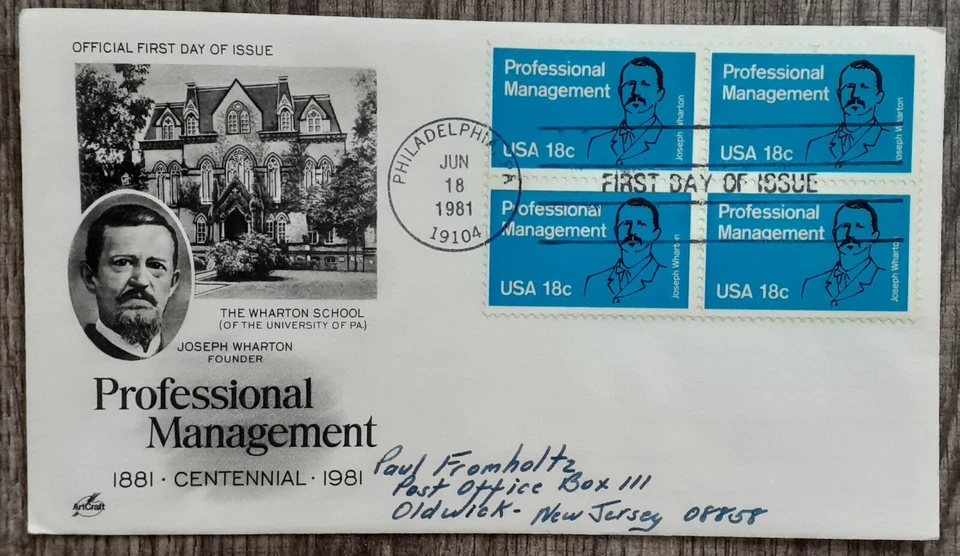 OFFICIAL FIRST DAY OF ISSUE
THE WHARTON SCHOOL
(OF THE UNIVERSITY OF PA.)
JOSEPH WHARTON
FOUNDER
Professional
Management
1881 · CENTENNIAL · 1981
ArtCraft
PHILADELPHIA, PA
JUN
18
1981
19104
FIRST DAY OF ISSUE
Professional
Management
Joseph Wharton
USA 18c
Professional
Management
Joseph Wharton
USA 18c
Professional
Management
Joseph Wharton
USA 18c
Professional
Management
Joseph Wharton
USA 18c
Paul Fromholtz
Post Office Box 111
Oldwick - New Jersey 08858